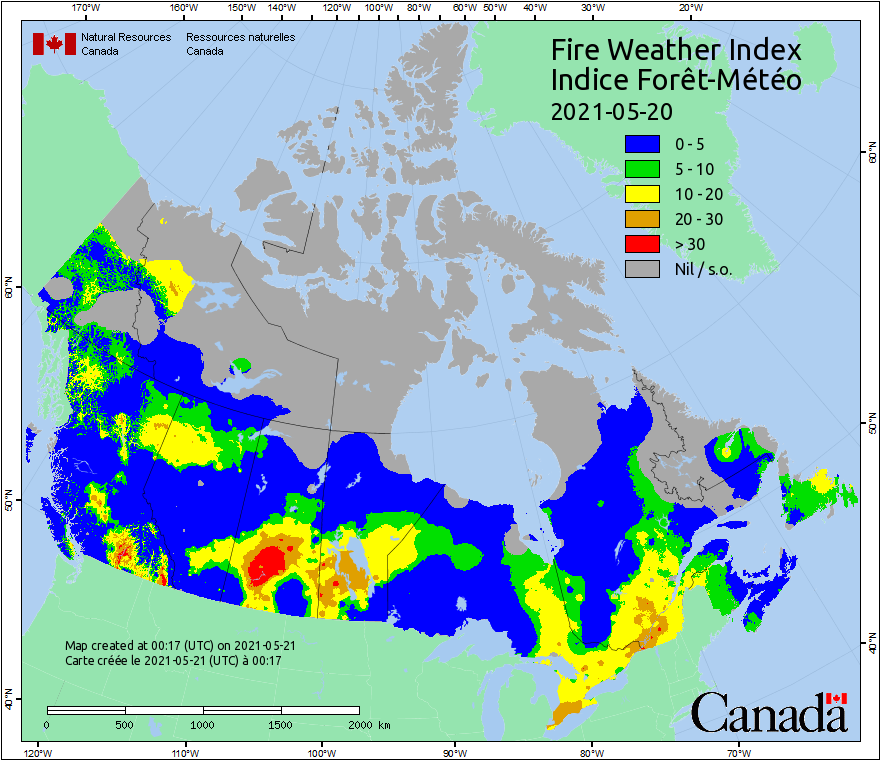 170°W 160°W 150°W 140°W 130°W 120°W 110°W 100°W 90°W 80°W 60°W 50°W 40°W 30°W 20°W
Natural Resources Canada
Ressources naturelles Canada
Fire Weather Index
Indice Forêt-Météo
2021-05-20
0 - 5
5 - 10
10 - 20
20 - 30
> 30
Nil / s.o.
60°N
50°N
40°N
60°N
50°N
40°N
Map created at 00:17 (UTC) on 2021-05-21
Carte créée le 2021-05-21 (UTC) à 00:17
0 500 1000 1500 2000 km
Canada
120°W 110°W 100°W 90°W 80°W 70°W